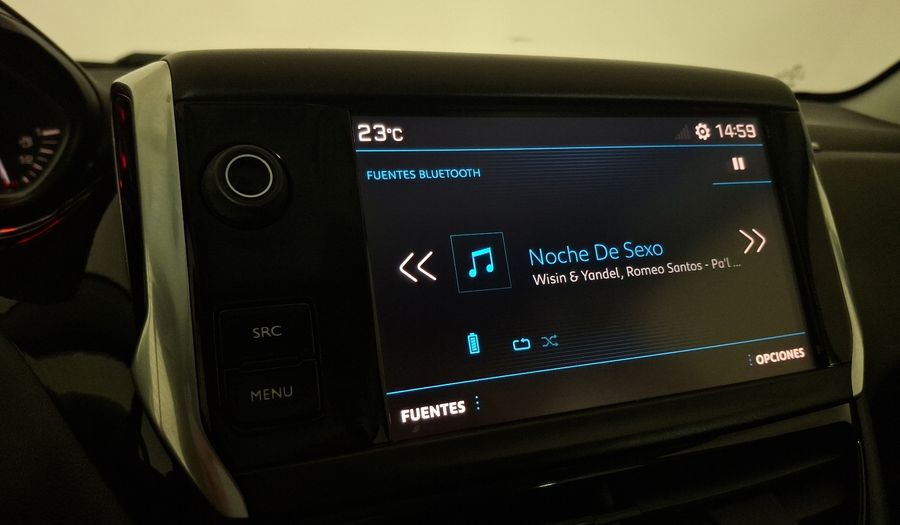 23°C 14:59
FUENTES BLUETOOTH
Noche De Sexo
Wisin & Yandel, Romeo Santos - Pa'l ...
SRC
MENU
OPCIONES
FUENTES